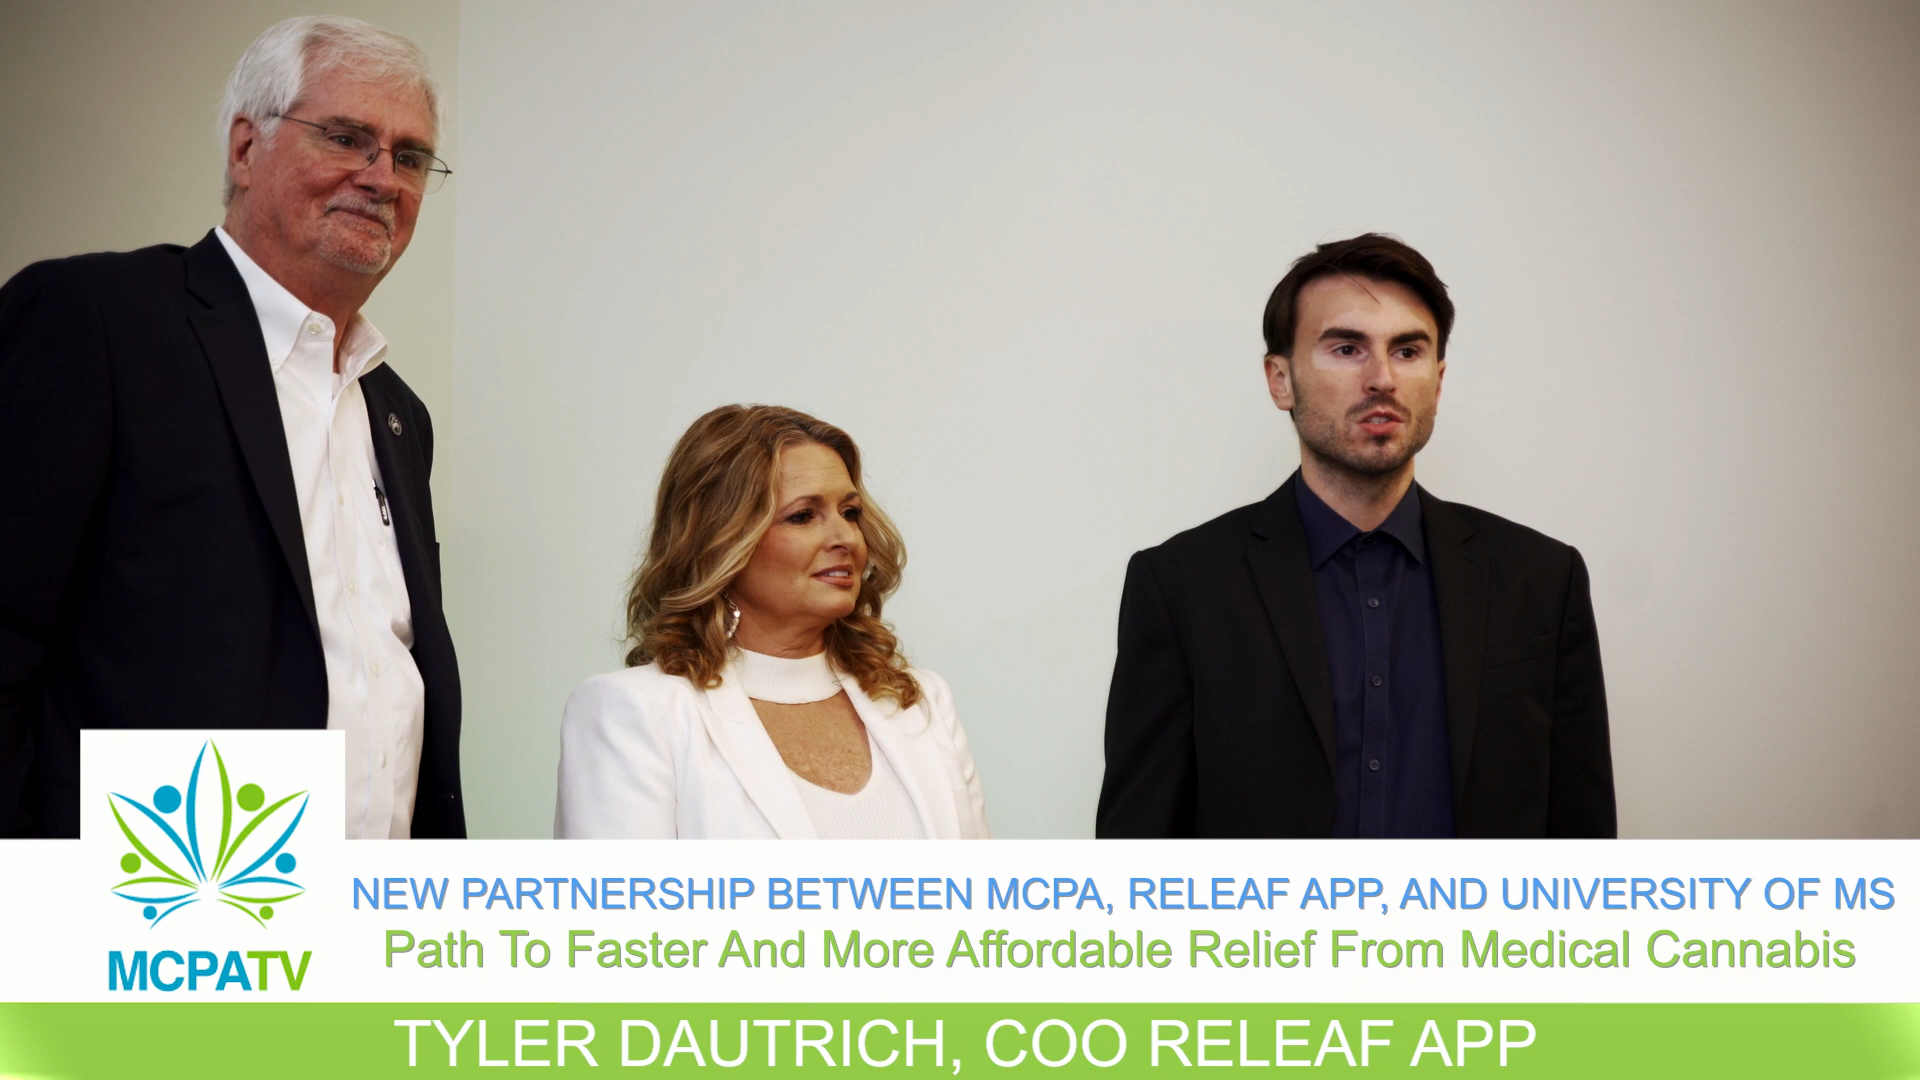 NEW PARTNERSHIP BETWEEN MCPA, RELEAF APP, AND UNIVERSITY OF MS
Path To Faster And More Affordable Relief From Medical Cannabis
MCPATV
TYLER DAUTRICH, COO RELEAF APP